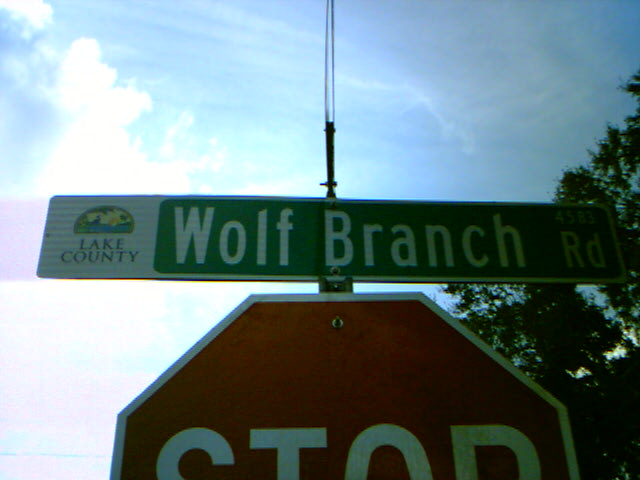 LAKE
COUNTY
Wolf Branch Rd
4583
STOP